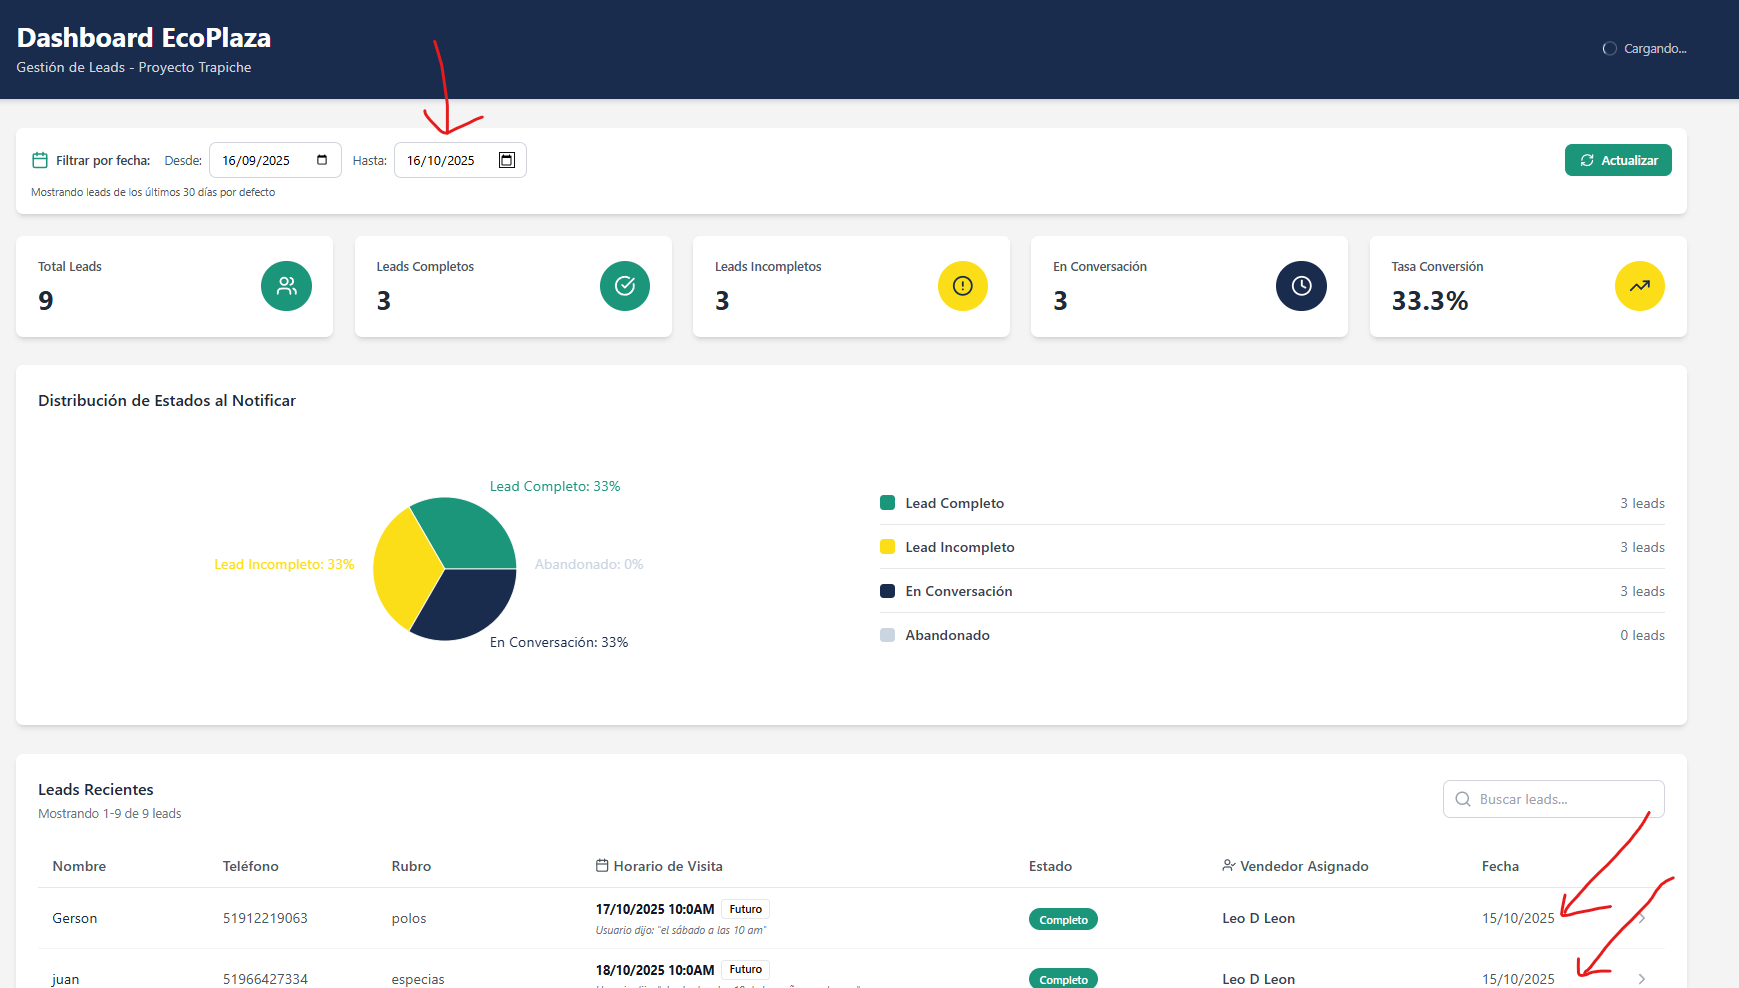 Dashboard EcoPlaza
Gestión de Leads - Proyecto Trapiche
Cargando...
Filtrar por fecha: Desde: 16/09/2025 Hasta: 16/10/2025
Actualizar
Mostrando leads de los últimos 30 días por defecto
Total Leads
9
Leads Completos
3
Leads Incompletos
3
En Conversación
3
Tasa Conversión
33.3%
Distribución de Estados al Notificar
Lead Completo: 33%
Lead Incompleto: 33%
Abandonado: 0%
En Conversación: 33%
Lead Completo 3 leads
Lead Incompleto 3 leads
En Conversación 3 leads
Abandonado 0 leads
Leads Recientes
Mostrando 1-9 de 9 leads
Buscar leads...
Nombre Teléfono Rubro Horario de Visita Estado Vendedor Asignado Fecha
Gerson 51912219063 polos 17/10/2025 10:0AM Futuro Completo Leo D Leon 15/10/2025
Usuario dijo: "el sábado a las 10 am"
juan 51966427334 especias 18/10/2025 10:0AM Futuro Completo Leo D Leon 15/10/2025